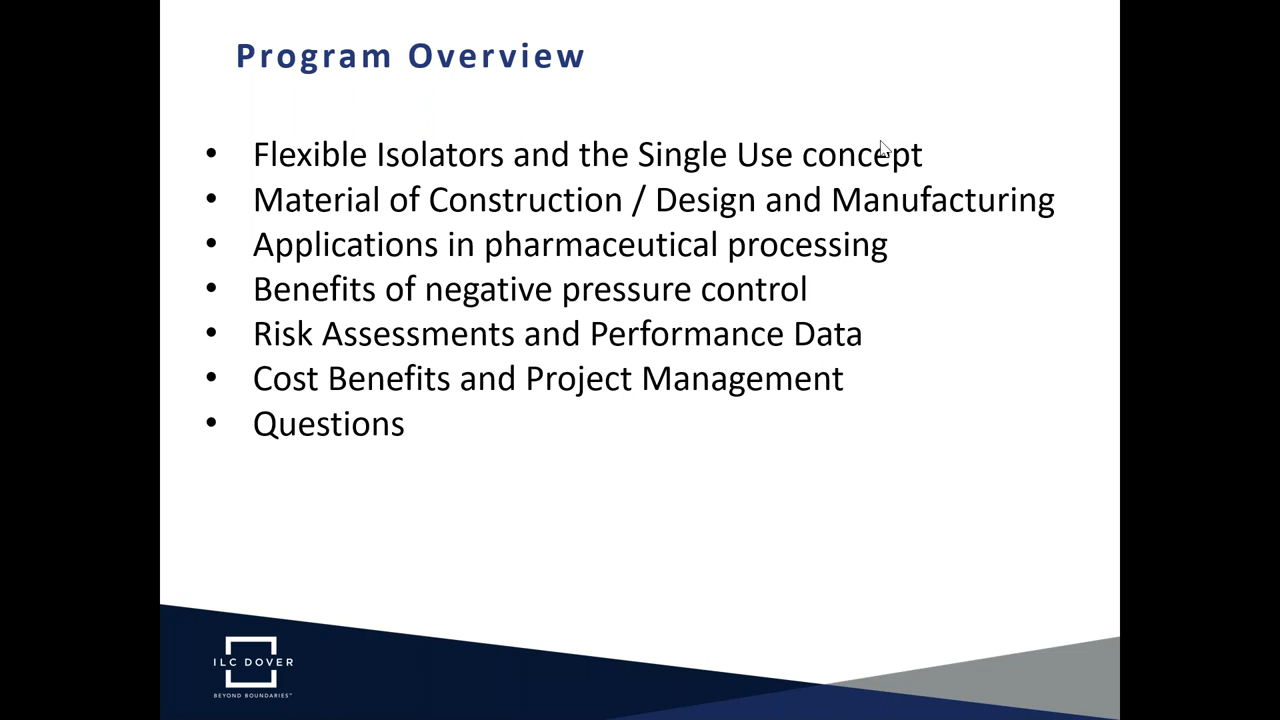 Program Overview
• Flexible Isolators and the Single Use concept
• Material of Construction / Design and Manufacturing
• Applications in pharmaceutical processing
• Benefits of negative pressure control
• Risk Assessments and Performance Data
• Cost Benefits and Project Management
• Questions
ILC DOVER
BEYOND BOUNDARIES™